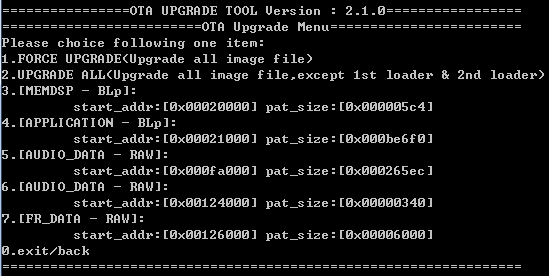 ================OTA UPGRADE TOOL Version : 2.1.0=================
=========================OTA Upgrade Menu========================
Please choice following one item:
1.FORCE UPGRADE(Upgrade all image file)
2.UPGRADE ALL(Upgrade all image file,except 1st loader & 2nd loader)
3.[MEMDSP - BLp]:
        start_addr:[0x00020000] pat_size:[0x000005c4]
4.[APPLICATION - BLp]:
        start_addr:[0x00021000] pat_size:[0x000be6f0]
5.[AUDIO_DATA - RAW]:
        start_addr:[0x000fa000] pat_size:[0x000265ec]
6.[AUDIO_DATA - RAW]:
        start_addr:[0x00124000] pat_size:[0x00000340]
7.[FR_DATA - RAW]:
        start_addr:[0x00126000] pat_size:[0x00006000]
0.exit/back
=================================================================